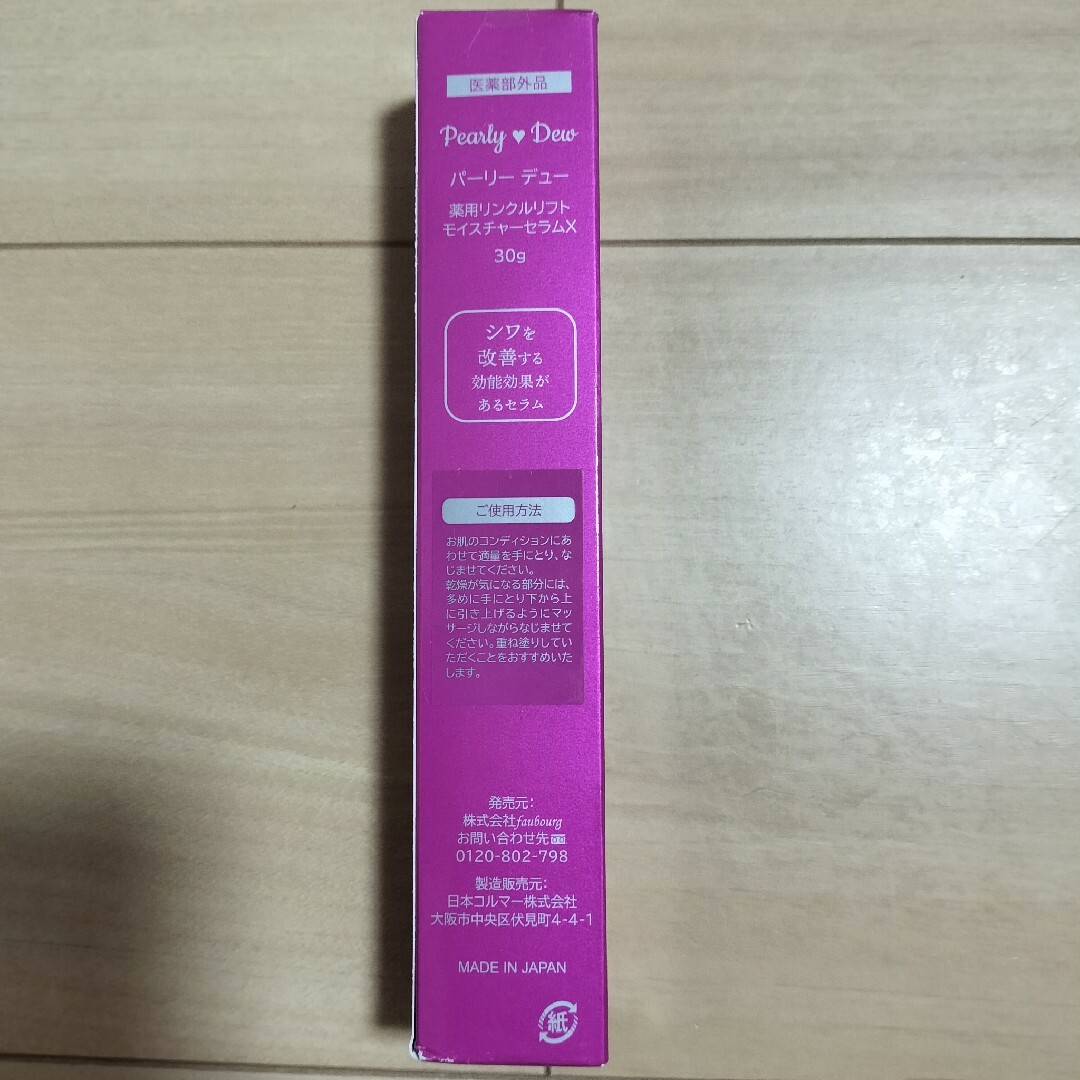 医薬部外品
Pearly ♥ Dew
パーリー デュー
薬用リンクルリフト
モイスチャーセラムX
30g
シワを
改善する
効能効果が
あるセラム
ご使用方法
お肌のコンディションにあ
わせて適量を手にとり、な
じませてください。
乾燥が気になる部分には、
多めに手にとり下から上
に引き上げるようにマッ
サージしながらなじませて
ください。重ね塗りしてい
ただくことをおすすめいた
します。
発売元:
株式会社faubourg
お問い合わせ先
0120-802-798
製造販売元:
日本コルマー株式会社
大阪市中央区伏見町4-4-1
MADE IN JAPAN
紙